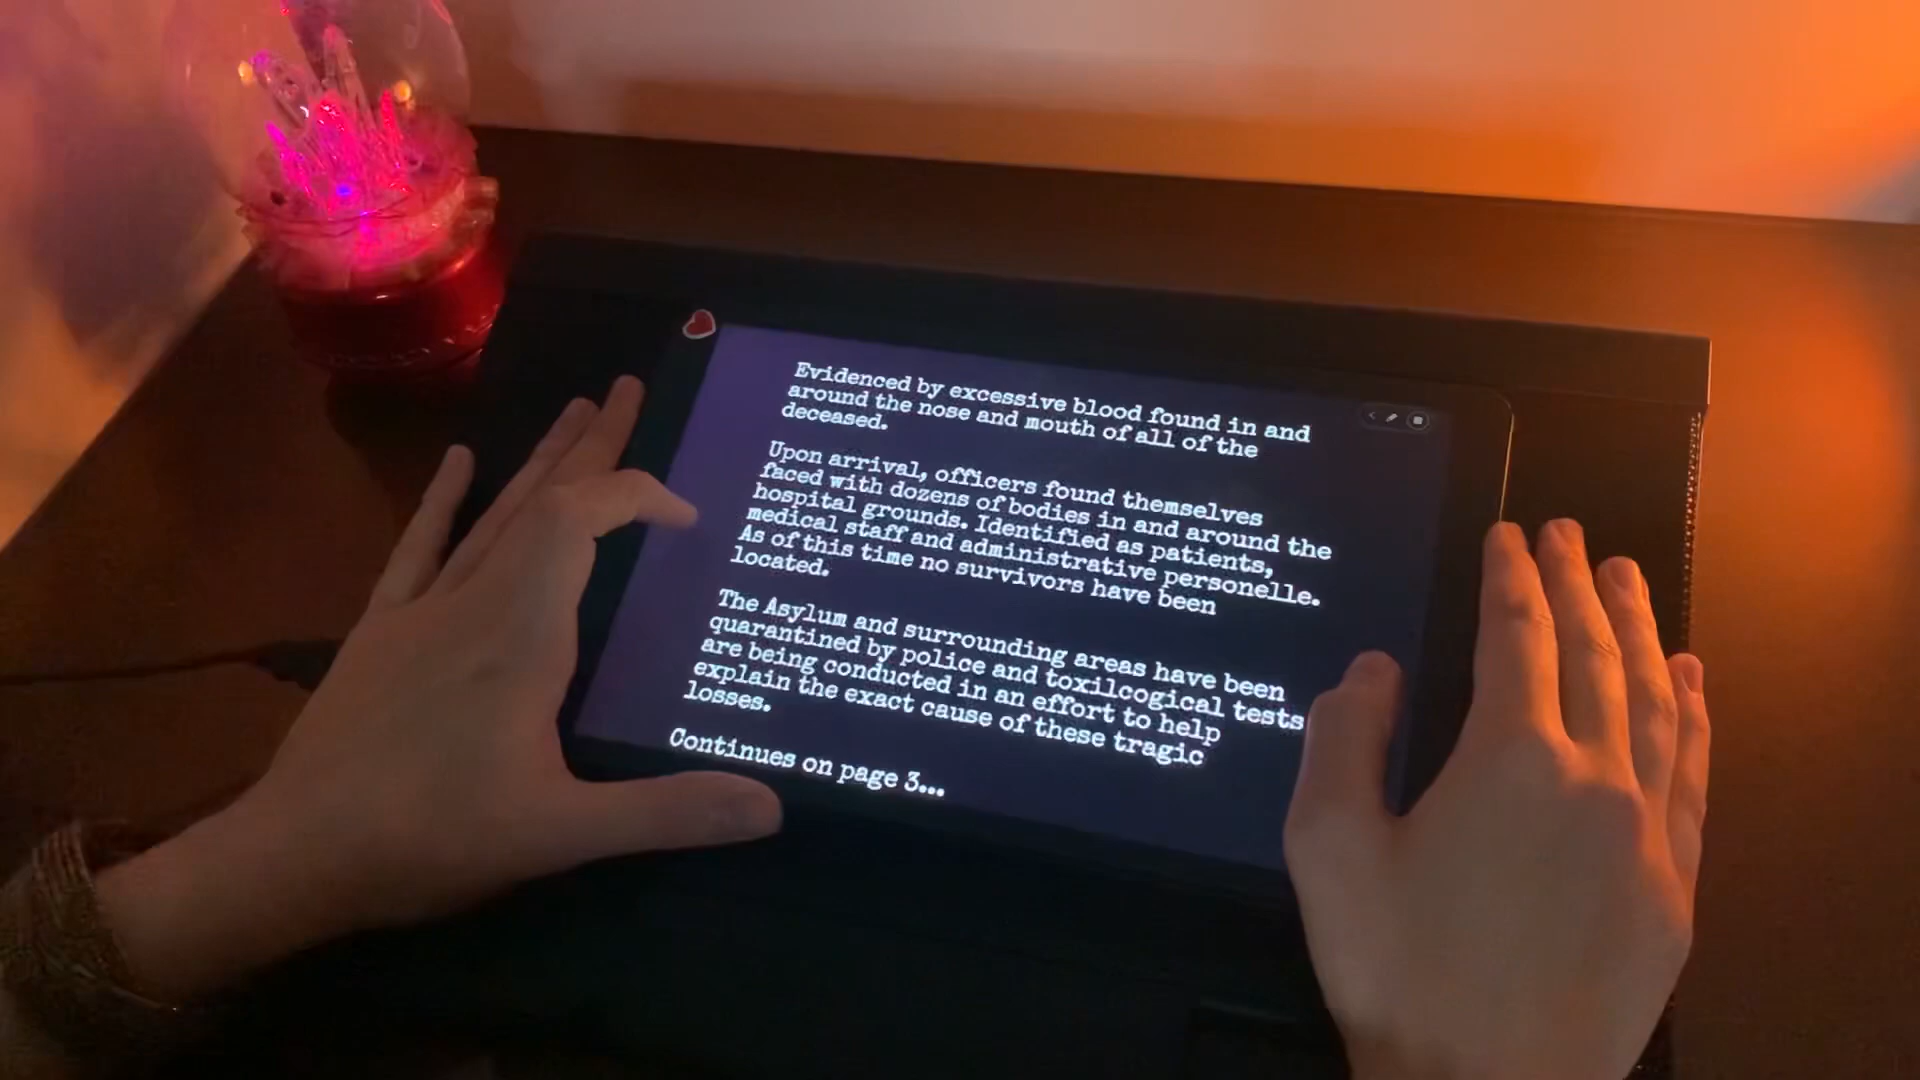 Evidenced by excessive blood found in and
around the nose and mouth of all of the
deceased.
Upon arrival, officers found themselves
faced with dozens of bodies in and around the
hospital grounds. Identified as patients,
medical staff and administrative personelle.
As of this time no survivors have been
located.
The Asylum and surrounding areas have been
quarantined by police and toxilcogical tests
are being conducted in an effort to help
explain the exact cause of these tragic
losses.
Continues on page 3...